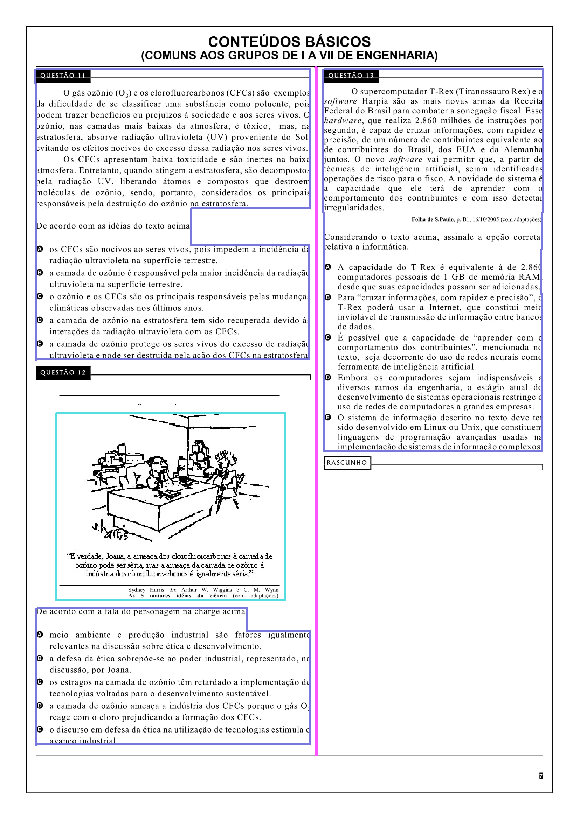 CONTEÚDOS BÁSICOS
(COMUNS AOS GRUPOS DE I A VII DE ENGENHARIA)
QUESTÃO 11
O gás ozônio (O3) e os clorofluorcarbonos (CFCs) são exemplos
da dificuldade de se classificar uma substância como poluente, pois
podem trazer benefícios ou prejuízos à sociedade e aos seres vivos. O
ozônio, nas camadas mais baixas da atmosfera, é tóxico, mas, na
estratosfera, absorve radiação ultravioleta (UV) proveniente do Sol,
evitando os efeitos nocivos do excesso dessa radiação nos seres vivos.
Os CFCs apresentam baixa toxicidade e são inertes na baixa
atmosfera. Entretanto, quando atingem a estratosfera, são decompostos
pela radiação UV, liberando átomos e compostos que destroem
moléculas de ozônio, sendo, portanto, considerados os principais
responsáveis pela destruição do ozônio na estratosfera.
De acordo com as idéias do texto acima,
A os CFCs são nocivos ao seres vivos, pois impedem a incidência da
radiação ultravioleta na superfície terrestre.
B a camada de ozônio é responsável pela maior incidência da radiação
ultravioleta na superfície terrestre.
C o ozônio e os CFCs são os principais responsáveis pelas mudanças
climáticas observadas nos últimos anos.
D a camada de ozônio na estratosfera tem sido recuperada devido às
interações da radiação ultravioleta com os CFCs.
E a camada de ozônio protege os seres vivos do excesso de radiação
ultravioleta e pode ser destruída pela ação dos CFCs na estratosfera.
QUESTÃO 12
"É verdade, Joana, a ameaça dos clorofluorcarbonos à camada de
ozônio pode ser séria, mas a ameaça da camada de ozônio à
indústria dos clorofluorcarbonos é igualmente séria."
Sydney Harris. In: Arthur W. Wiggins e C. M. Wynn.
As 5 maiores idéias da ciência (com adaptações).
De acordo com a fala do personagem na charge acima,
A meio ambiente e produção industrial são fatores igualmente
relevantes na discussão sobre ética e desenvolvimento.
B a defesa da ética sobrepõe-se ao poder industrial, representado, na
discussão, por Joana.
C os estragos na camada de ozônio têm retardado a implementação de
tecnologias voltadas para o desenvolvimento sustentável.
D a camada de ozônio ameaça a indústria dos CFCs porque o gás O3
reage com o cloro prejudicando a formação dos CFCs.
E o discurso em defesa da ética na utilização de tecnologias estimula o
avanço industrial.
QUESTÃO 13
O supercomputador T-Rex (Tiranossauro Rex) e o
software Harpia são as mais novas armas da Receita
Federal do Brasil para combater a sonegação fiscal. Esse
hardware, que realiza 2.860 milhões de instruções por
segundo, é capaz de cruzar informações, com rapidez e
precisão, de um número de contribuintes equivalente ao
de contribuintes do Brasil, dos EUA e da Alemanha
juntos. O novo software vai permitir que, a partir de
técnicas de inteligência artificial, sejam identificadas
operações de risco para o fisco. A novidade do sistema é
a capacidade que ele terá de aprender com o
comportamento dos contribuintes e com isso detectar
irregularidades.
Folha de S.Paulo, p. B1, 16/10/2005 (com adaptações).
Considerando o texto acima, assinale a opção correta,
relativa a informática.
A A capacidade do T-Rex é equivalente à de 2.860
computadores pessoais de 1 GB de memória RAM,
desde que suas capacidades possam ser adicionadas.
B Para "cruzar informações, com rapidez e precisão", o
T-Rex poderá usar a Internet, que constitui meio
inviolável de transmissão de informação entre bancos
de dados.
C É possível que a capacidade de "aprender com o
comportamento dos contribuintes", mencionada no
texto, seja decorrente do uso de redes neurais como
ferramenta de inteligência artificial.
D Embora os computadores sejam indispensáveis a
diversos ramos da engenharia, o estágio atual do
desenvolvimento de sistemas operacionais restringe o
uso de redes de computadores a grandes empresas.
E O sistema de informação descrito no texto deve ter
sido desenvolvido em Linux ou Unix, que constituem
linguagens de programação avançadas usadas na
implementação de sistemas de informação complexos.
RASCUNHO